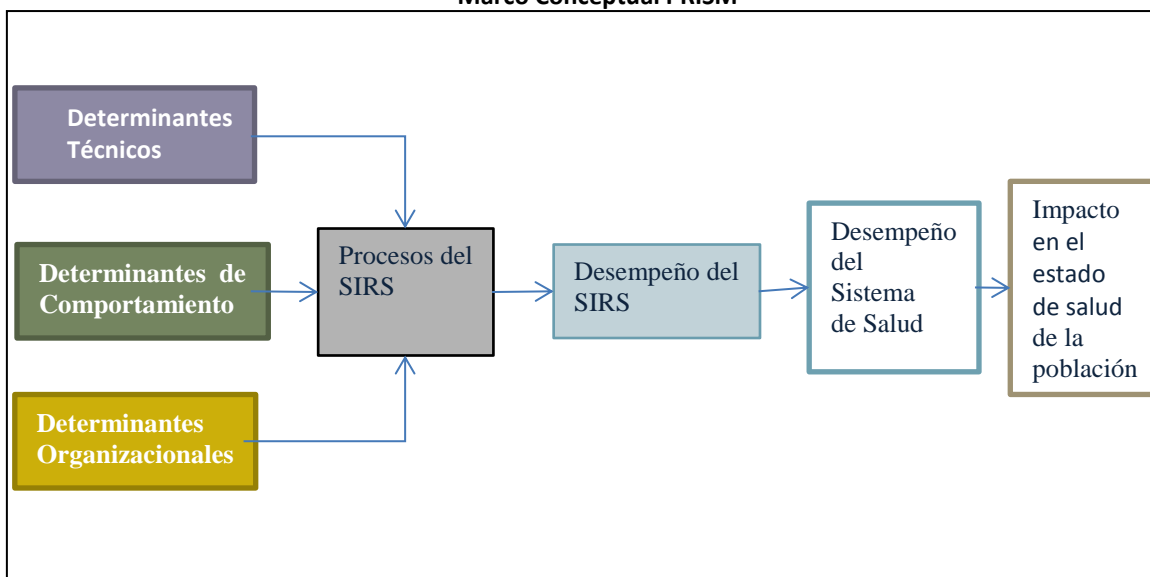 Marco Conceptual PRISM
Determinantes
Técnicos
Determinantes de
Comportamiento
Determinantes
Organizacionales
Procesos del
SIRS
Desempeño del
SIRS
Desempeño
del
Sistema
de Salud
Impacto
en el
estado
de salud
de la
población